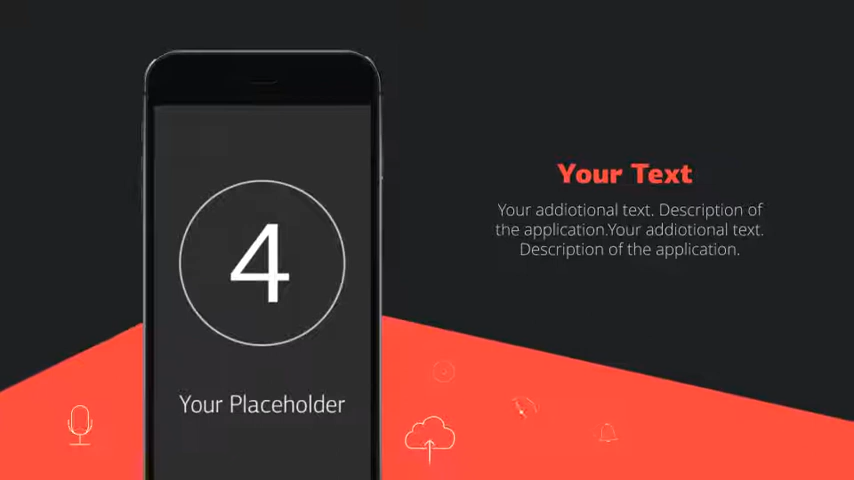 4
Your Placeholder
Your Text
Your addiotional text. Description of
the application.Your addiotional text.
Description of the application.